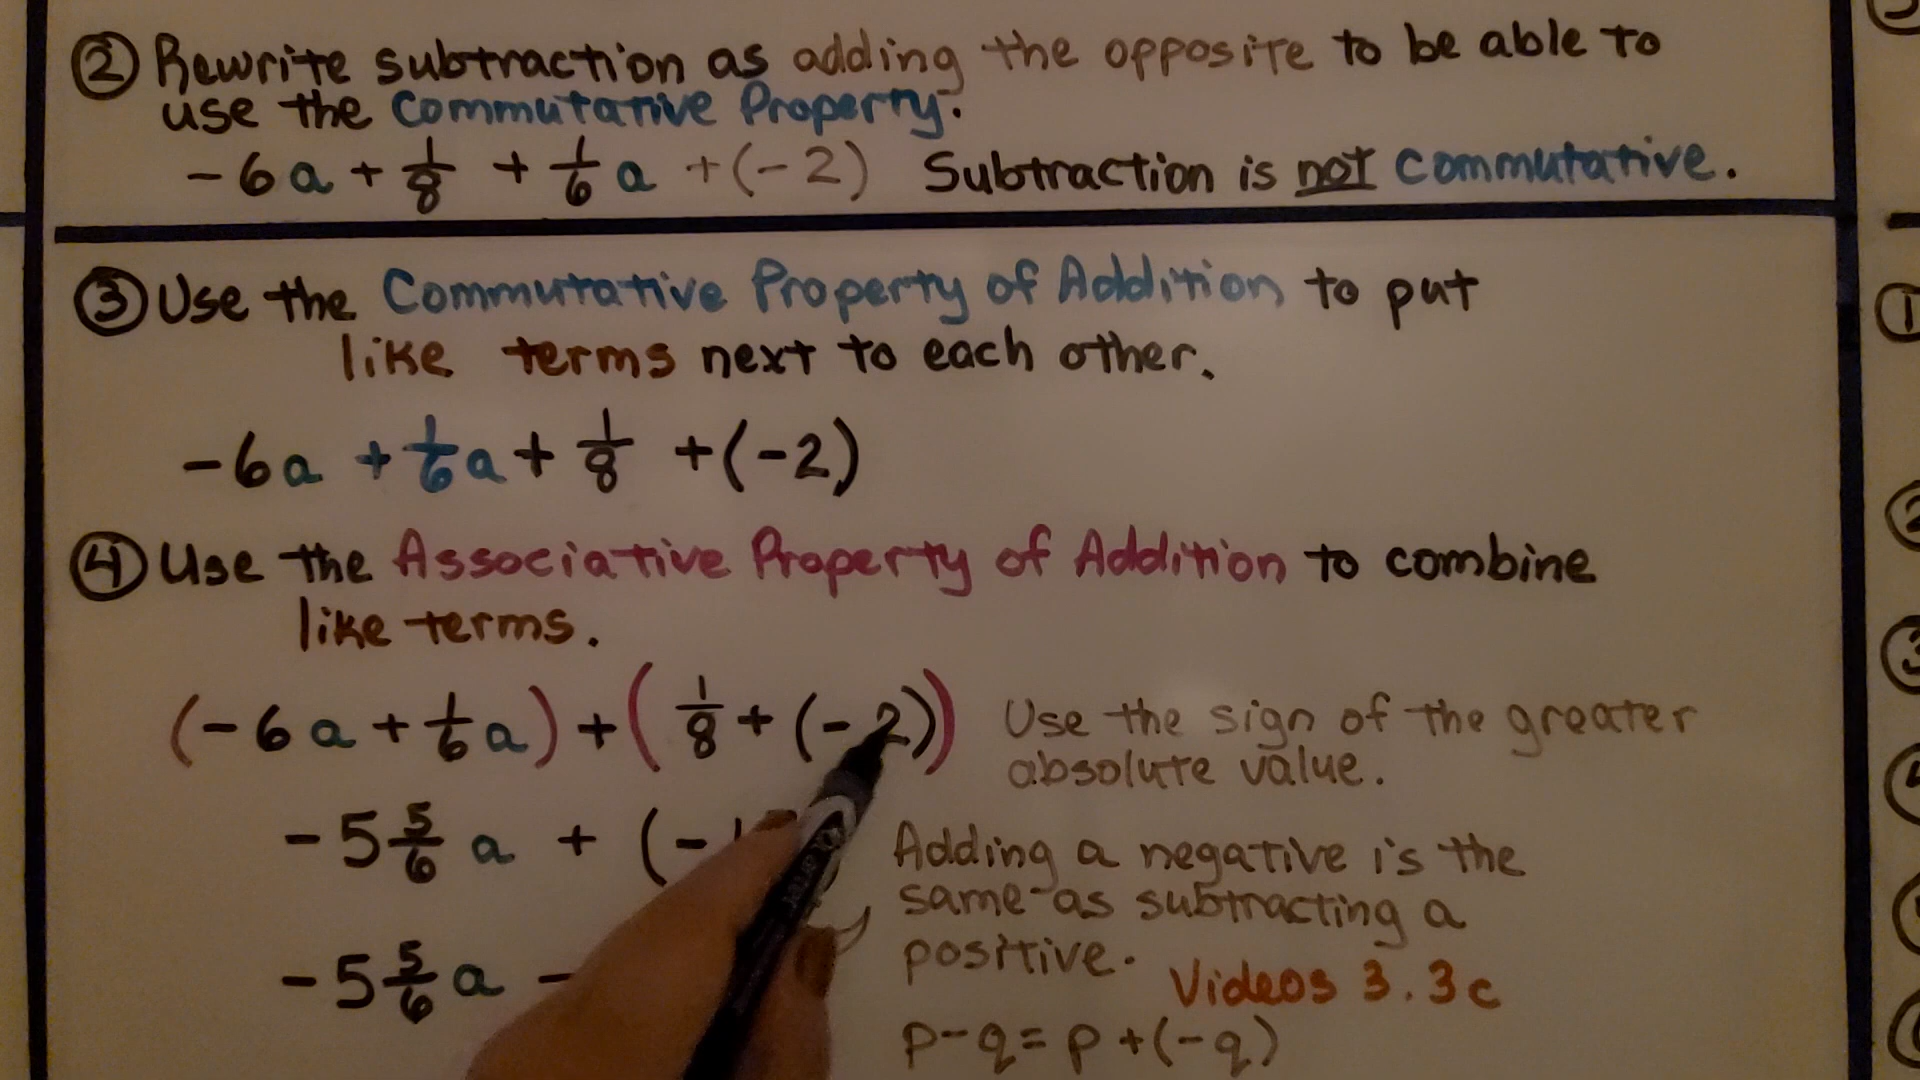 ② Rewrite subtraction as adding the opposite to be able to
use the Commutative Property.
-6a + 1/8 + 1/6 a + (-2) Subtraction is not commutative.
③ Use the Commutative Property of Addition to put
like terms next to each other.
-6a + 1/6 a + 1/8 + (-2)
④ Use the Associative Property of Addition to combine
like terms.
(-6a + 1/6 a) + (1/8 + (-2)) Use the sign of the greater
absolute value.
-5 5/6 a + (-1
Adding a negative is the
same as subtracting a
positive.
Videos 3.3c
-5 5/6 a -
p-q = p+(-q)
①
②
③